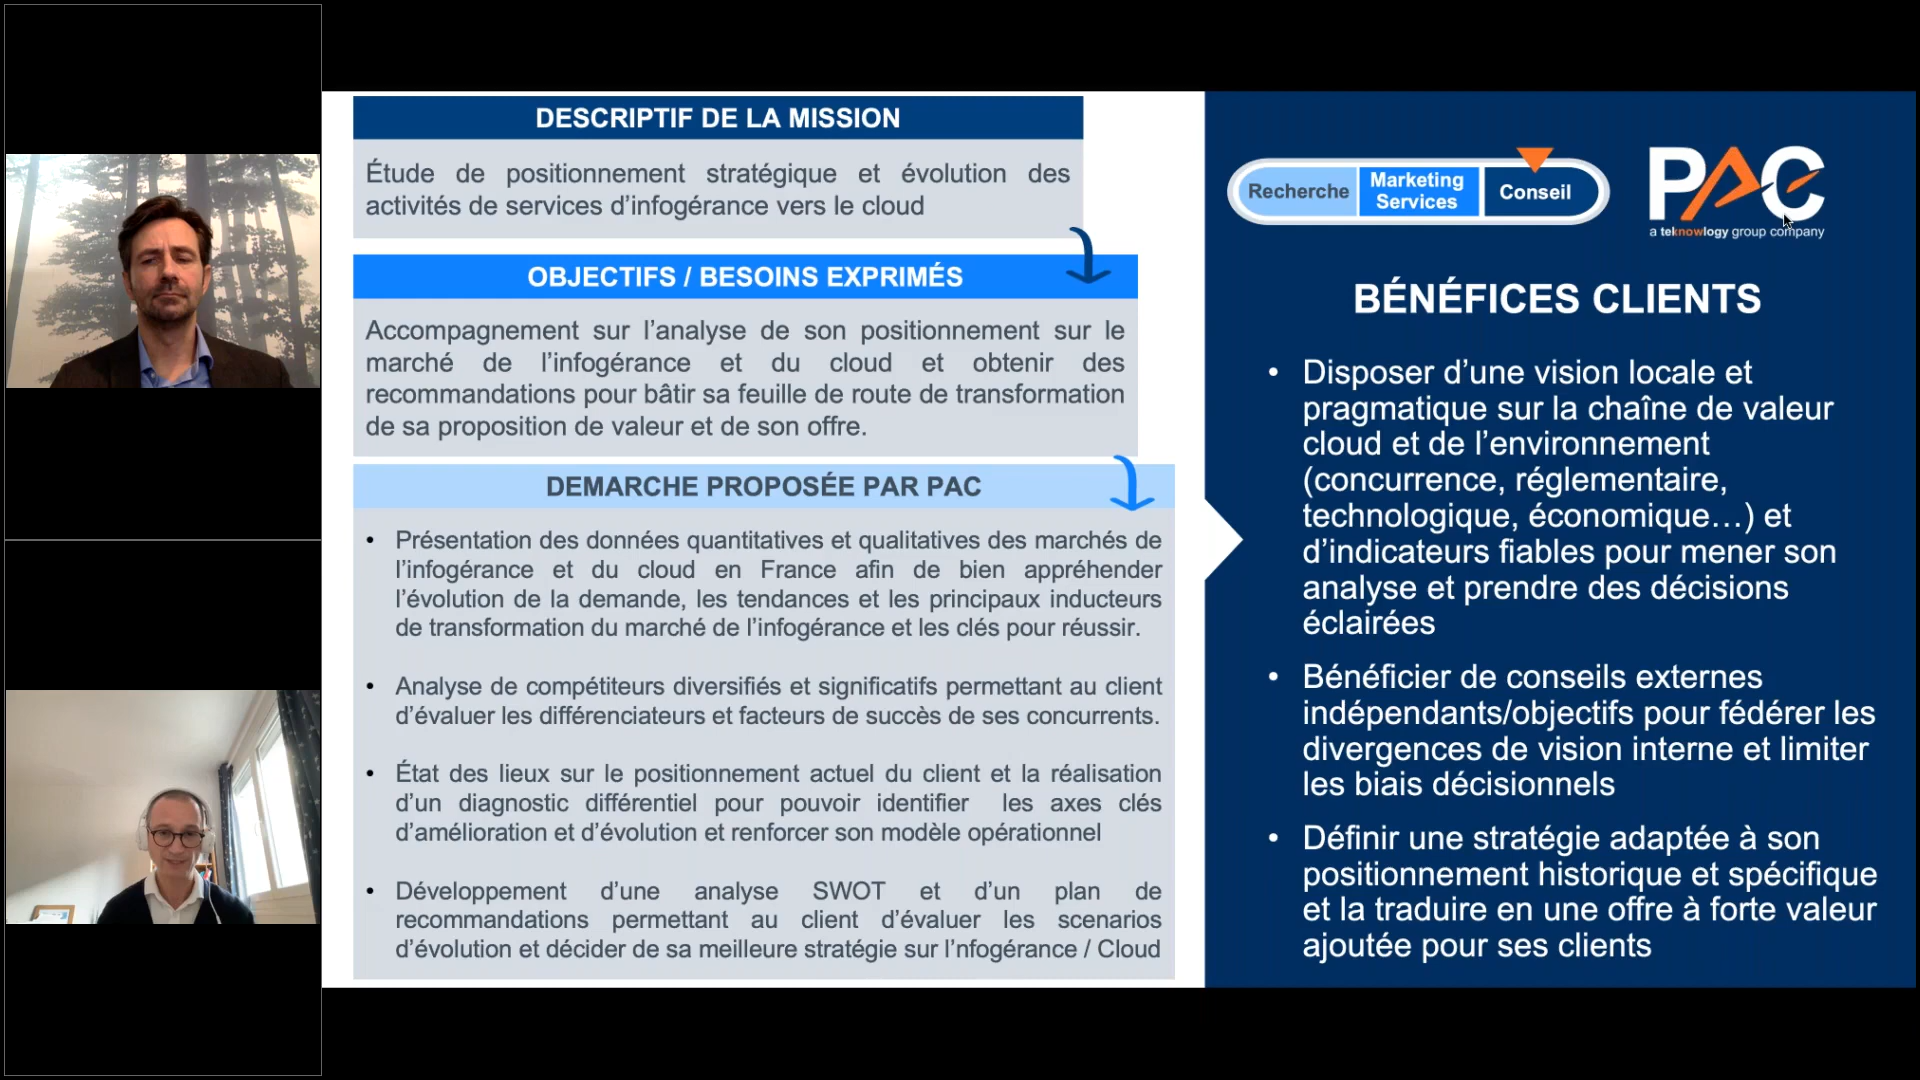 DESCRIPTIF DE LA MISSION
Étude de positionnement stratégique et évolution des
activités de services d’infogérance vers le cloud
OBJECTIFS / BESOINS EXPRIMÉS
Accompagnement sur l’analyse de son positionnement sur le
marché de l’infogérance et du cloud et obtenir des
recommandations pour bâtir sa feuille de route de transformation
de sa proposition de valeur et de son offre.
DEMARCHE PROPOSÉE PAR PAC
• Présentation des données quantitatives et qualitatives des marchés de
l’infogérance et du cloud en France afin de bien appréhender
l’évolution de la demande, les tendances et les principaux inducteurs
de transformation du marché de l’infogérance et les clés pour réussir.
• Analyse de compétiteurs diversifiés et significatifs permettant au client
d’évaluer les différenciateurs et facteurs de succès de ses concurrents.
• État des lieux sur le positionnement actuel du client et la réalisation
d’un diagnostic différentiel pour pouvoir identifier les axes clés
d’amélioration et d’évolution et renforcer son modèle opérationnel
• Développement d’une analyse SWOT et d’un plan de
recommandations permettant au client d’évaluer les scenarios
d’évolution et décider de sa meilleure stratégie sur l’nfogérance / Cloud
Recherche
Marketing
Services
Conseil
PAC
a teknowlogy group company
BÉNÉFICES CLIENTS
• Disposer d’une vision locale et
pragmatique sur la chaîne de valeur
cloud et de l’environnement
(concurrence, réglementaire,
technologique, économique…) et
d’indicateurs fiables pour mener son
analyse et prendre des décisions
éclairées
• Bénéficier de conseils externes
indépendants/objectifs pour fédérer les
divergences de vision interne et limiter
les biais décisionnels
• Définir une stratégie adaptée à son
positionnement historique et spécifique
et la traduire en une offre à forte valeur
ajoutée pour ses clients